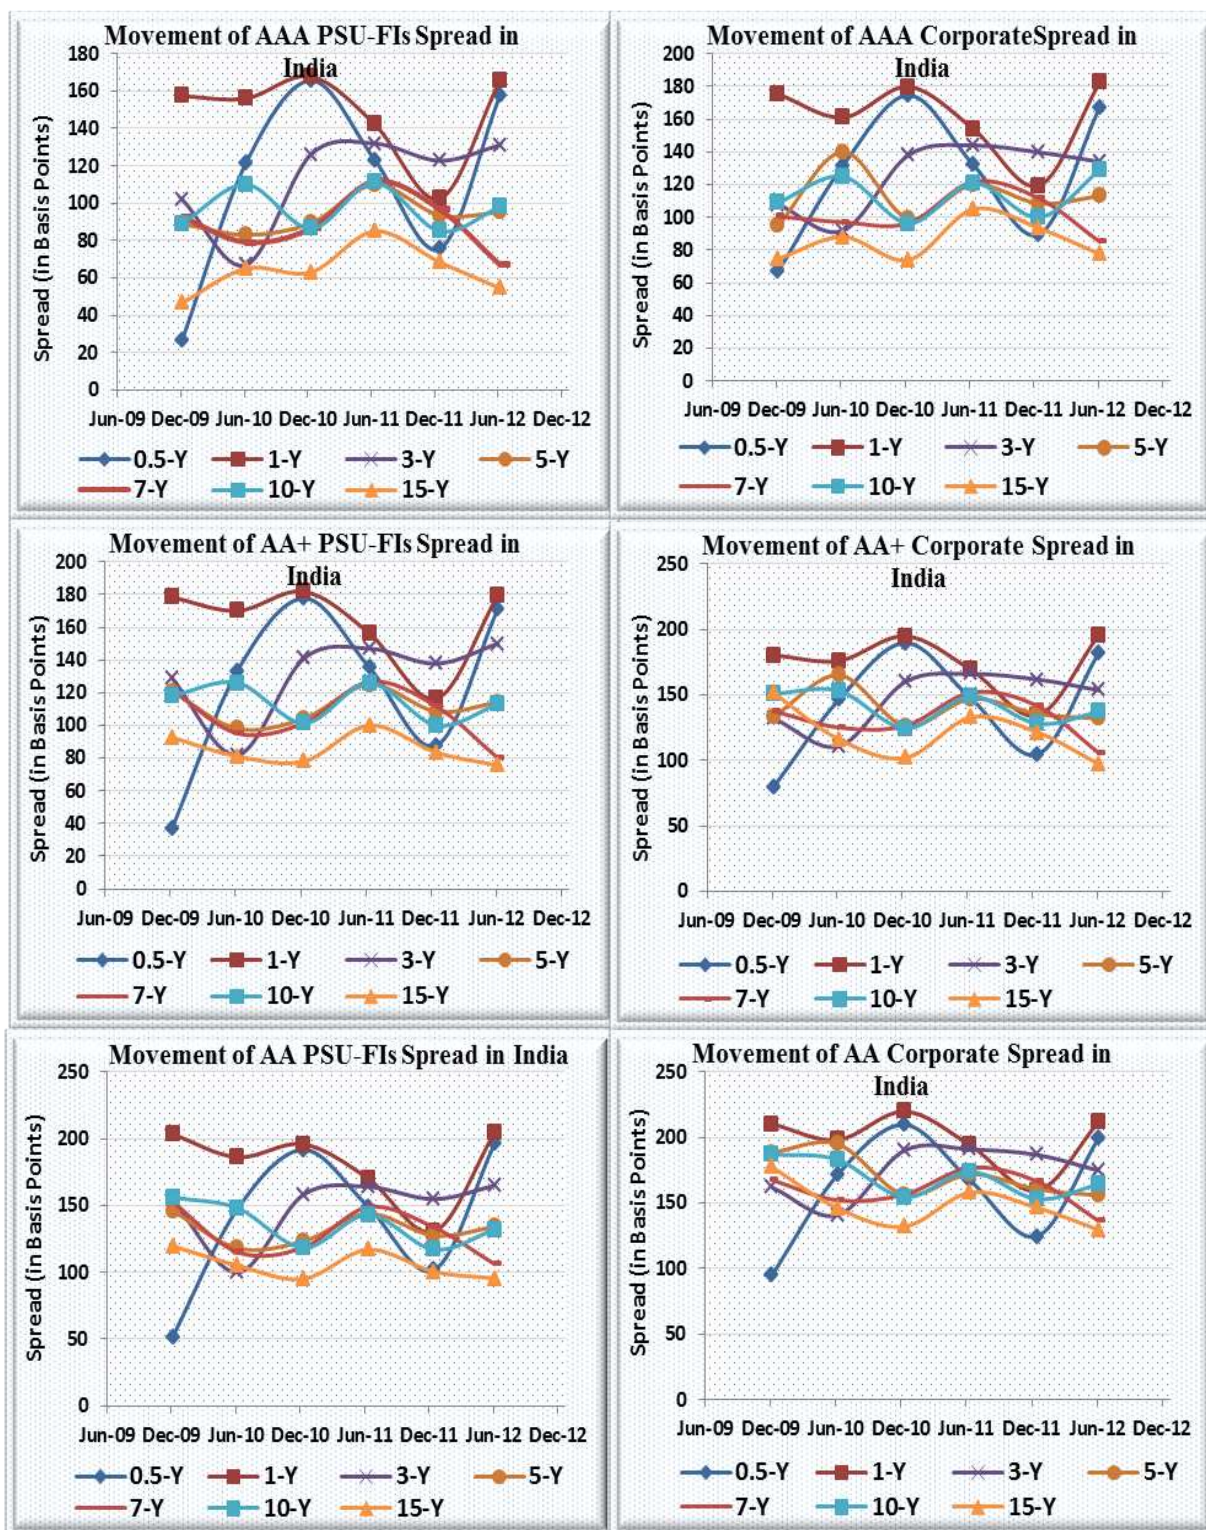 Movement of AAA PSU-FIs Spread in
India
Spread (in Basis Points)
180
160
140
120
100
80
60
40
20
0
Jun-09 Dec-09 Jun-10 Dec-10 Jun-11 Dec-11 Jun-12 Dec-12
0.5-Y 1-Y 3-Y 5-Y
7-Y 10-Y 15-Y
Movement of AAA CorporateSpread in
India
Spread (in Basis Points)
200
180
160
140
120
100
80
60
40
20
0
Jun-09 Dec-09 Jun-10 Dec-10 Jun-11 Dec-11 Jun-12 Dec-12
0.5-Y 1-Y 3-Y 5-Y
7-Y 10-Y 15-Y
Movement of AA+ PSU-FIs Spread in
India
Spread (in Basis Points)
200
180
160
140
120
100
80
60
40
20
0
Jun-09 Dec-09 Jun-10 Dec-10 Jun-11 Dec-11 Jun-12 Dec-12
0.5-Y 1-Y 3-Y 5-Y
7-Y 10-Y 15-Y
Movement of AA+ Corporate Spread in
India
Spread (in Basis Points)
250
200
150
100
50
0
Jun-09 Dec-09 Jun-10 Dec-10 Jun-11 Dec-11 Jun-12 Dec-12
0.5-Y 1-Y 3-Y 5-Y
7-Y 10-Y 15-Y
Movement of AA PSU-FIs Spread in India
Spread (in Basis Points)
250
200
150
100
50
0
Jun-09 Dec-09 Jun-10 Dec-10 Jun-11 Dec-11 Jun-12 Dec-12
0.5-Y 1-Y 3-Y 5-Y
7-Y 10-Y 15-Y
Movement of AA Corporate Spread in
India
Spread (in Basis Points)
250
200
150
100
50
0
Jun-09 Dec-09 Jun-10 Dec-10 Jun-11 Dec-11 Jun-12 Dec-12
0.5-Y 1-Y 3-Y 5-Y
7-Y 10-Y 15-Y